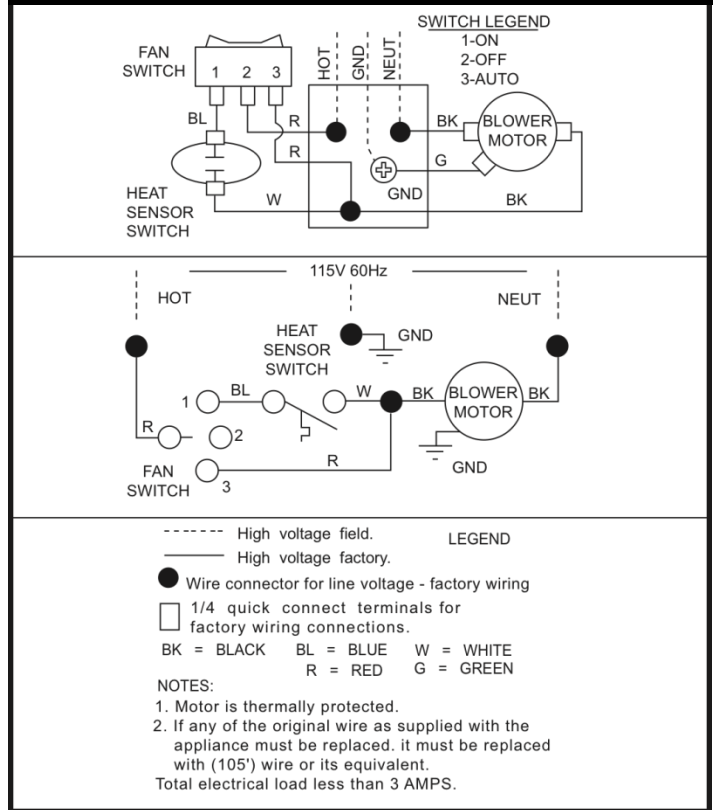 SWITCH LEGEND
1-ON
2-OFF
3-AUTO
FAN
SWITCH
1 2 3
HOT
GND
NEUT
BL
R
R
BK
BLOWER
MOTOR
G
GND
HEAT
SENSOR
SWITCH
W
BK
115V 60Hz
HOT
NEUT
HEAT
SENSOR
SWITCH
GND
1
BL
W
BK
BLOWER
MOTOR
BK
R
2
FAN
SWITCH
3
R
GND
High voltage field.
LEGEND
High voltage factory.
Wire connector for line voltage - factory wiring
1/4 quick connect terminals for
factory wiring connections.
BK = BLACK BL = BLUE W = WHITE
R = RED G = GREEN
NOTES:
1. Motor is thermally protected.
2. If any of the original wire as supplied with the
appliance must be replaced. it must be replaced
with (105') wire or its equivalent.
Total electrical load less than 3 AMPS.